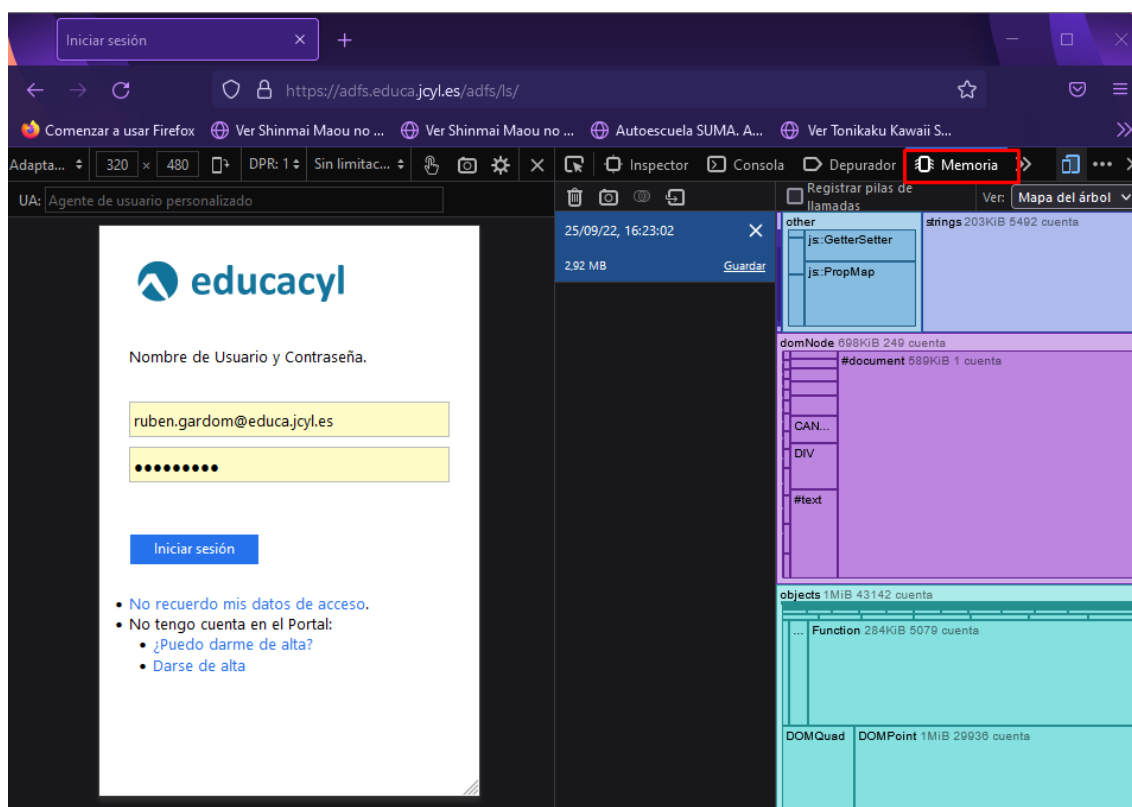 Iniciar sesión
https://adfs.educa.jcyl.es/adfs/ls/
Comenzar a usar Firefox Ver Shinmai Maou no ... Ver Shinmai Maou no ... Autoescuela SUMA. A... Ver Tonikaku Kawaii S...
Adapta... 320 × 480 DPR: 1 Sin limitac... Inspector Consola Depurador Memoria
UA: Agente de usuario personalizado
Registrar pilas de llamadas
Ver: Mapa del árbol
25/09/22, 16:23:02
2,92 MB Guardar
educacyl
Nombre de Usuario y Contraseña.
ruben.gardom@educa.jcyl.es
•••••••••
Iniciar sesión
• No recuerdo mis datos de acceso.
• No tengo cuenta en el Portal:
• ¿Puedo darme de alta?
• Darse de alta
other
js::GetterSetter
js::PropMap
strings 203KiB 5492 cuenta
domNode 698KiB 249 cuenta
#document 589KiB 1 cuenta
CAN...
DIV
#text
objects 1MiB 43142 cuenta
... Function 284KiB 5079 cuenta
DOMQuad DOMPoint 1MiB 29936 cuenta